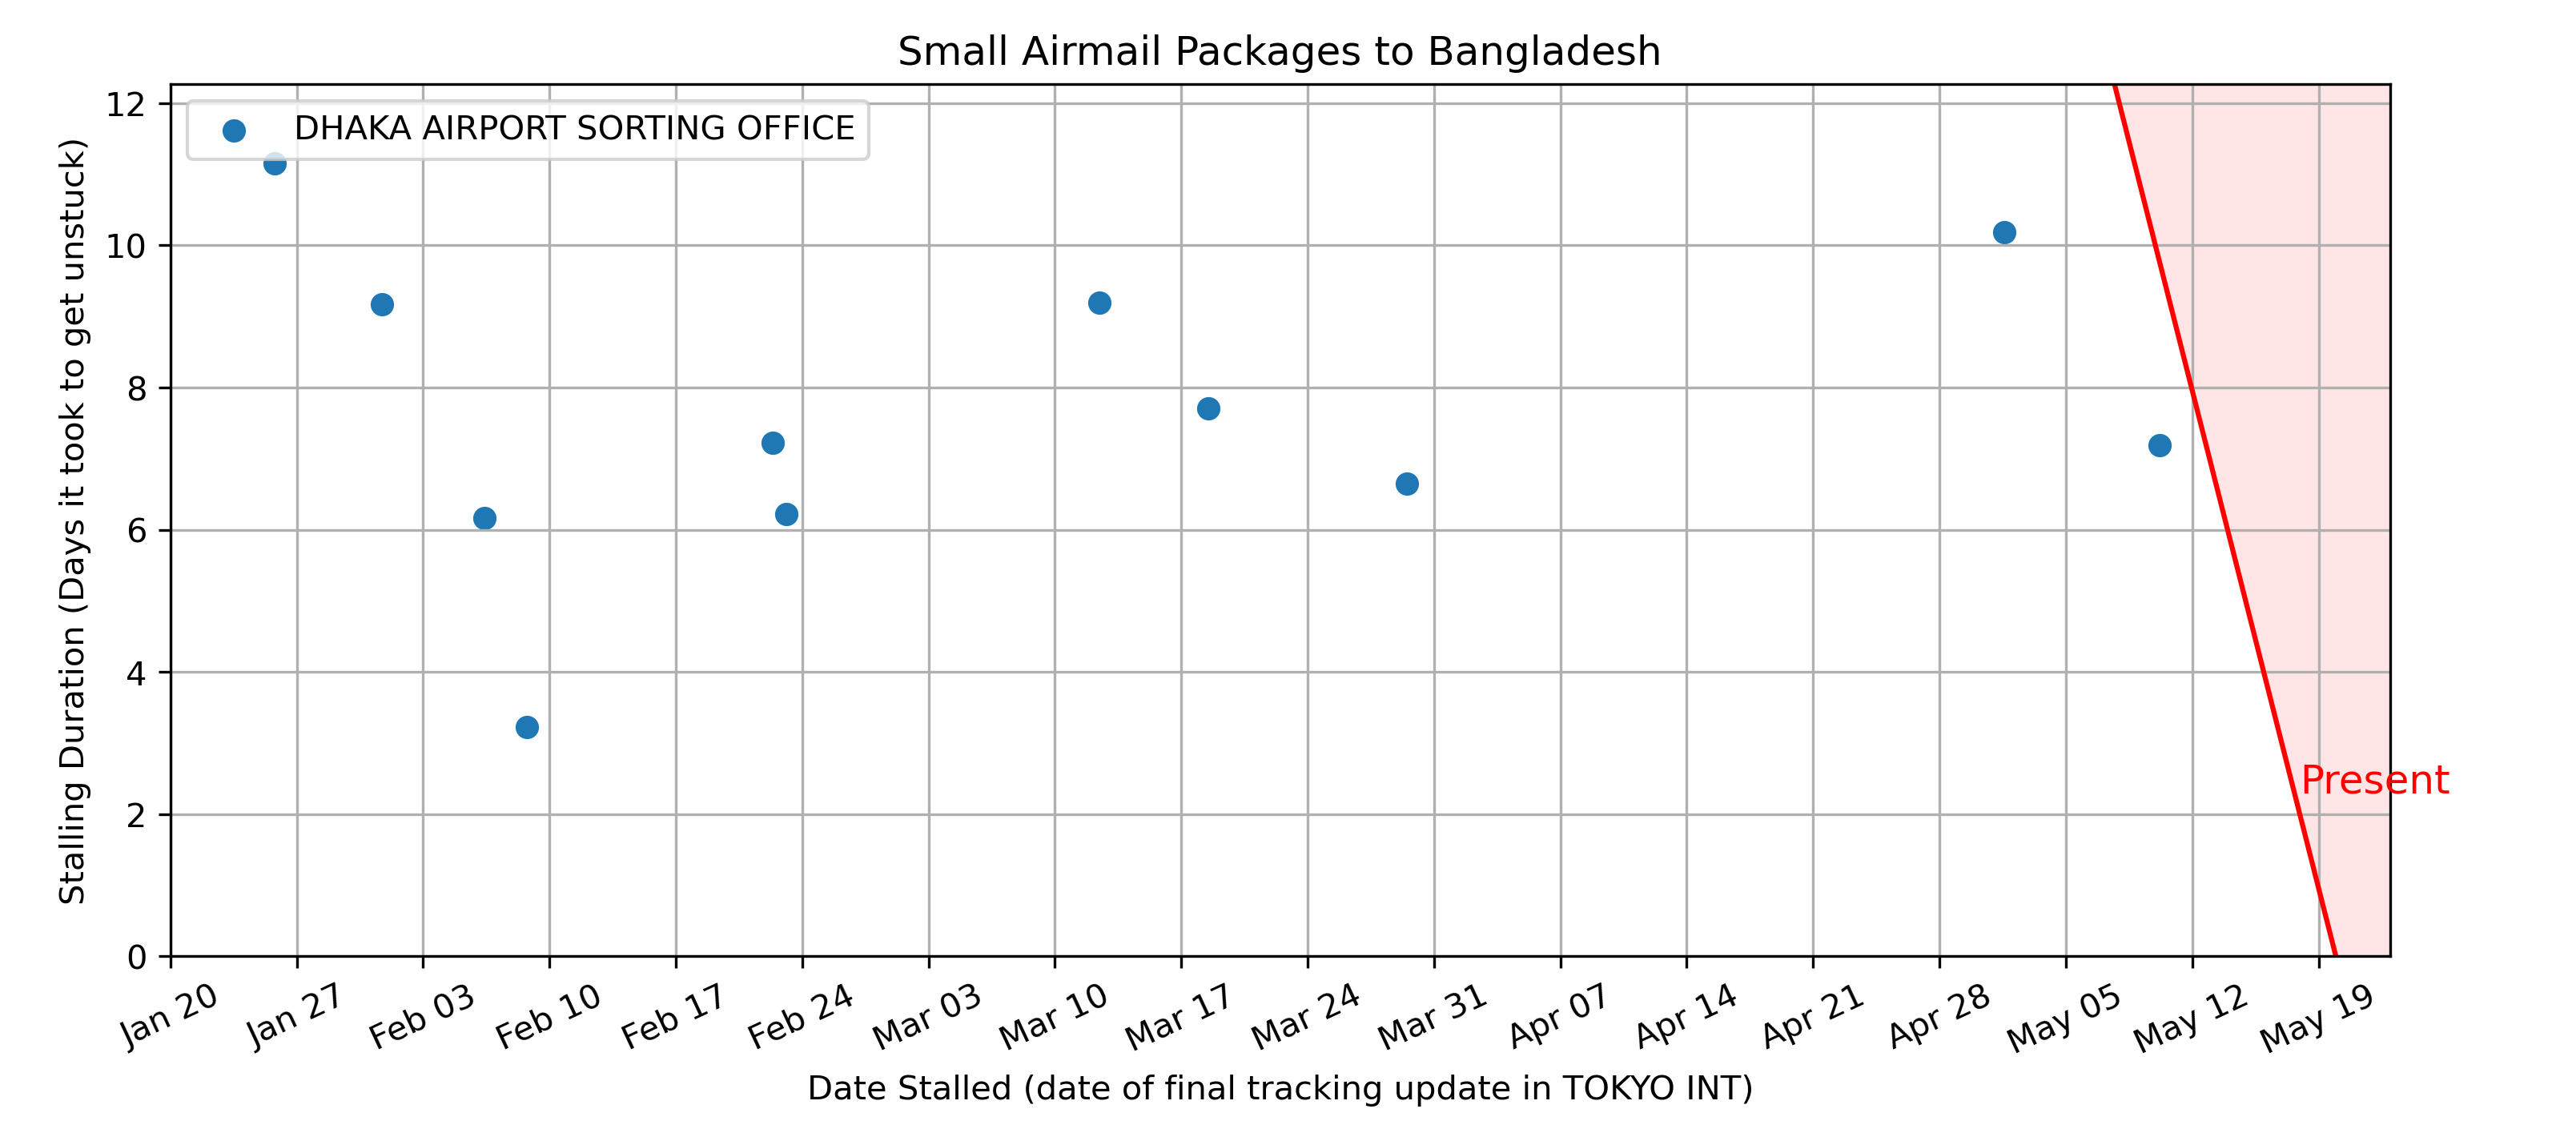 Small Airmail Packages to Bangladesh
DHAKA AIRPORT SORTING OFFICE
Stalling Duration (Days it took to get unstuck)
12
10
8
6
4
2
0
Present
Jan 20
Jan 27
Feb 03
Feb 10
Feb 17
Feb 24
Mar 03
Mar 10
Mar 17
Mar 24
Mar 31
Apr 07
Apr 14
Apr 21
Apr 28
May 05
May 12
May 19
Date Stalled (date of final tracking update in TOKYO INT)